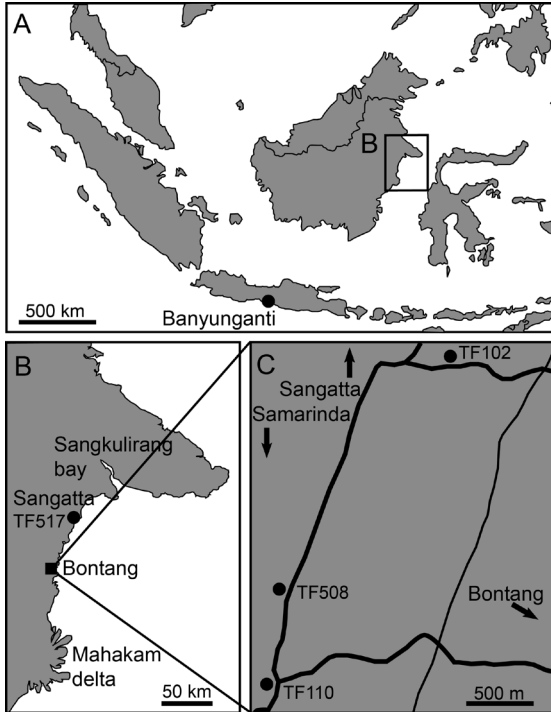 A
B
500 km
Banyunganti
B
Sangkulirang
bay
Sangatta
TF517
Bontang
Mahakam
delta
50 km
C
TF102
Sangatta
Samarinda
TF508
Bontang
TF110
500 m